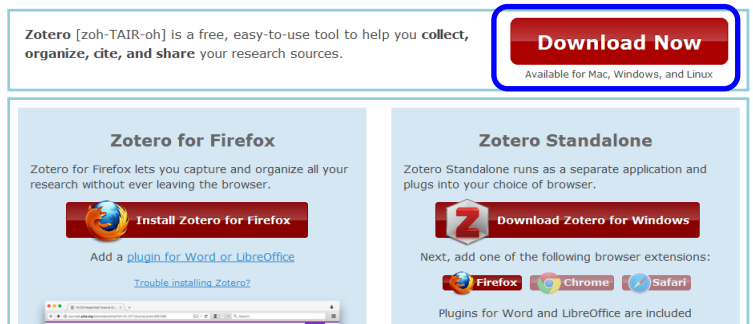 Zotero [zoh-TAIR-oh] is a free, easy-to-use tool to help you collect,
organize, cite, and share your research sources.
Download Now
Available for Mac, Windows, and Linux
Zotero for Firefox
Zotero for Firefox lets you capture and organize all your
research without ever leaving the browser.
Install Zotero for Firefox
Add a plugin for Word or LibreOffice
Trouble installing Zotero?
Zotero Standalone
Zotero Standalone runs as a separate application and
plugs into your choice of browser.
Z
Download Zotero for Windows
Next, add one of the following browser extensions:
Firefox
Chrome
Safari
Plugins for Word and LibreOffice are included